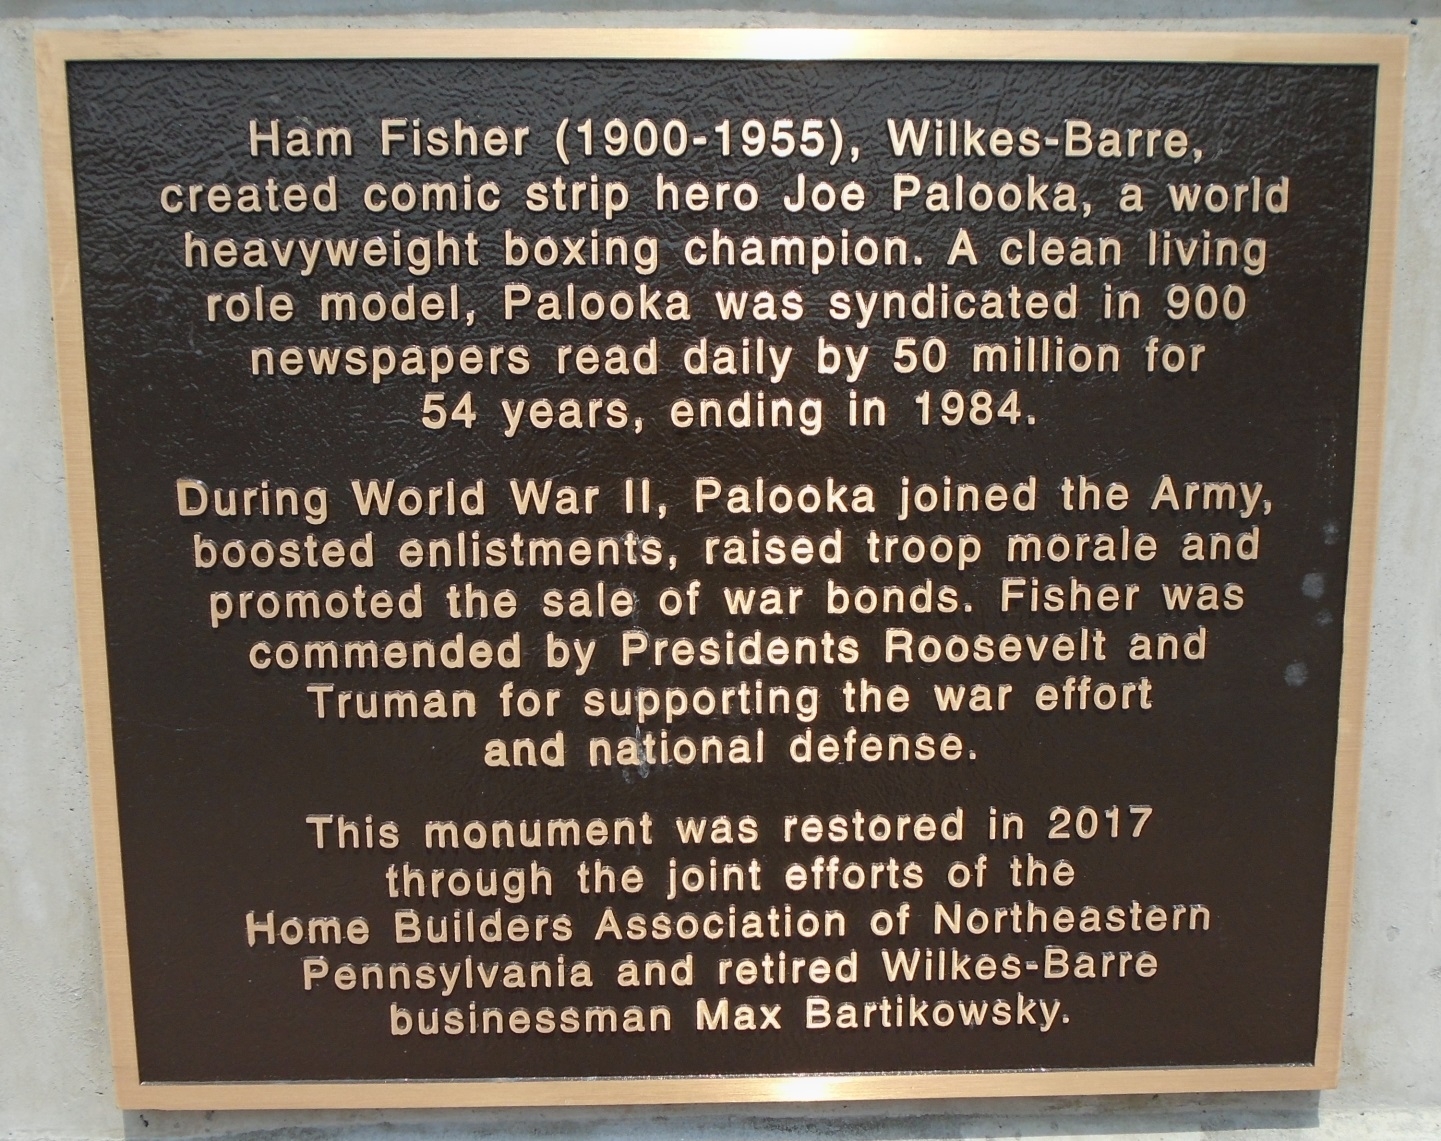 Ham Fisher (1900-1955), Wilkes-Barre,
created comic strip hero Joe Palooka, a world
heavyweight boxing champion. A clean living
role model, Palooka was syndicated in 900
newspapers read daily by 50 million for
54 years, ending in 1984.
During World War II, Palooka joined the Army,
boosted enlistments, raised troop morale and
promoted the sale of war bonds. Fisher was
commended by Presidents Roosevelt and
Truman for supporting the war effort
and national defense.
This monument was restored in 2017
through the joint efforts of the
Home Builders Association of Northeastern
Pennsylvania and retired Wilkes-Barre
businessman Max Bartikowsky.